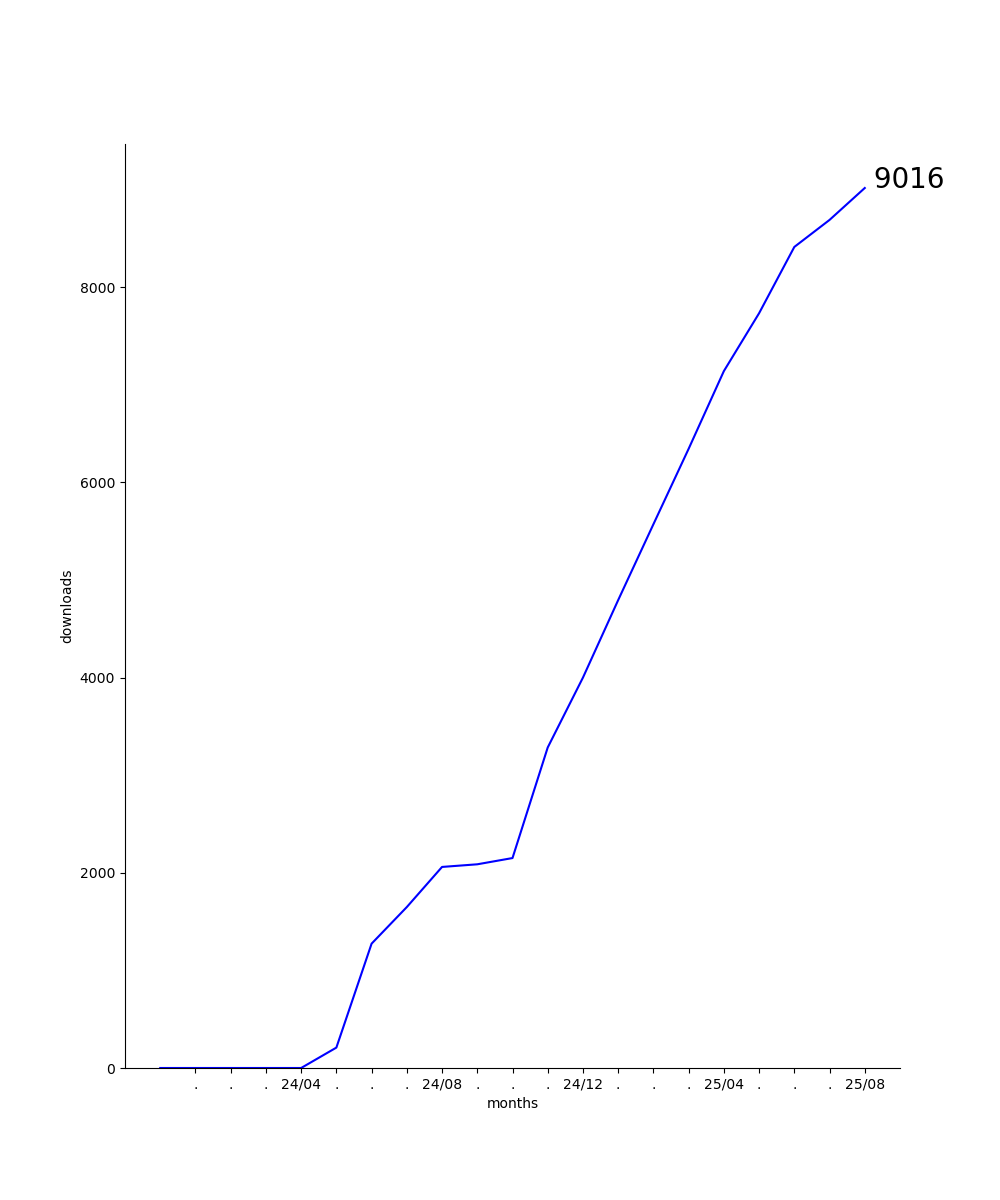 9016
8000
6000
downloads
4000
2000
0
. . . 24/04 . . . 24/08 . . . 24/12 . . . 25/04 . . . 25/08
months